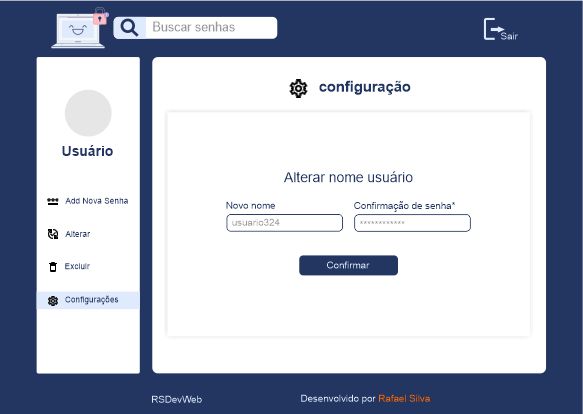 Buscar senhas
Sair
Usuário
Add Nova Senha
Alterar
Excluir
Configurações
configuração
Alterar nome usuário
Novo nome
Confirmação de senha*
usuario324
************
Confirmar
RSDevWeb
Desenvolvido por Rafael Silva